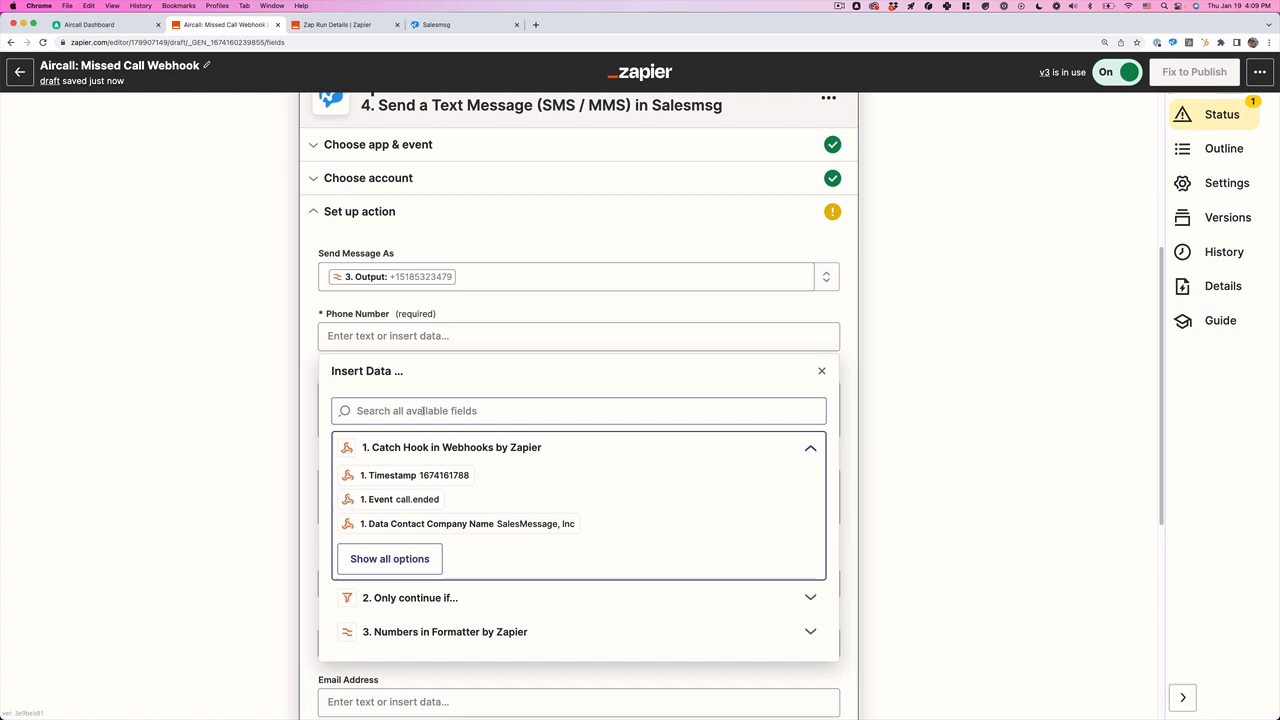 Chrome File Edit View History Bookmarks Profiles Tab Window Help Thu Jan 19 4:09 PM
Aircall Dashboard Aircall: Missed Call Webhook Zap Run Details | Zapier Salesmsg
zapier.com/editor/179907149/draft/_GEN_1674160239855/fields
Aircall: Missed Call Webhook
draft saved just now
_zapier
v3 is in use On Fix to Publish
4. Send a Text Message (SMS / MMS) in Salesmsg
Choose app & event
Choose account
Set up action
Send Message As
3. Output: +15185323479
* Phone Number (required)
Enter text or insert data...
Insert Data ...
Search all available fields
1. Catch Hook in Webhooks by Zapier
1. Timestamp 1674161788
1. Event call.ended
1. Data Contact Company Name SalesMessage, Inc
Show all options
2. Only continue if...
3. Numbers in Formatter by Zapier
Email Address
Enter text or insert data...
1
Status
Outline
Settings
Versions
History
Details
Guide
ver. 3e9beb81